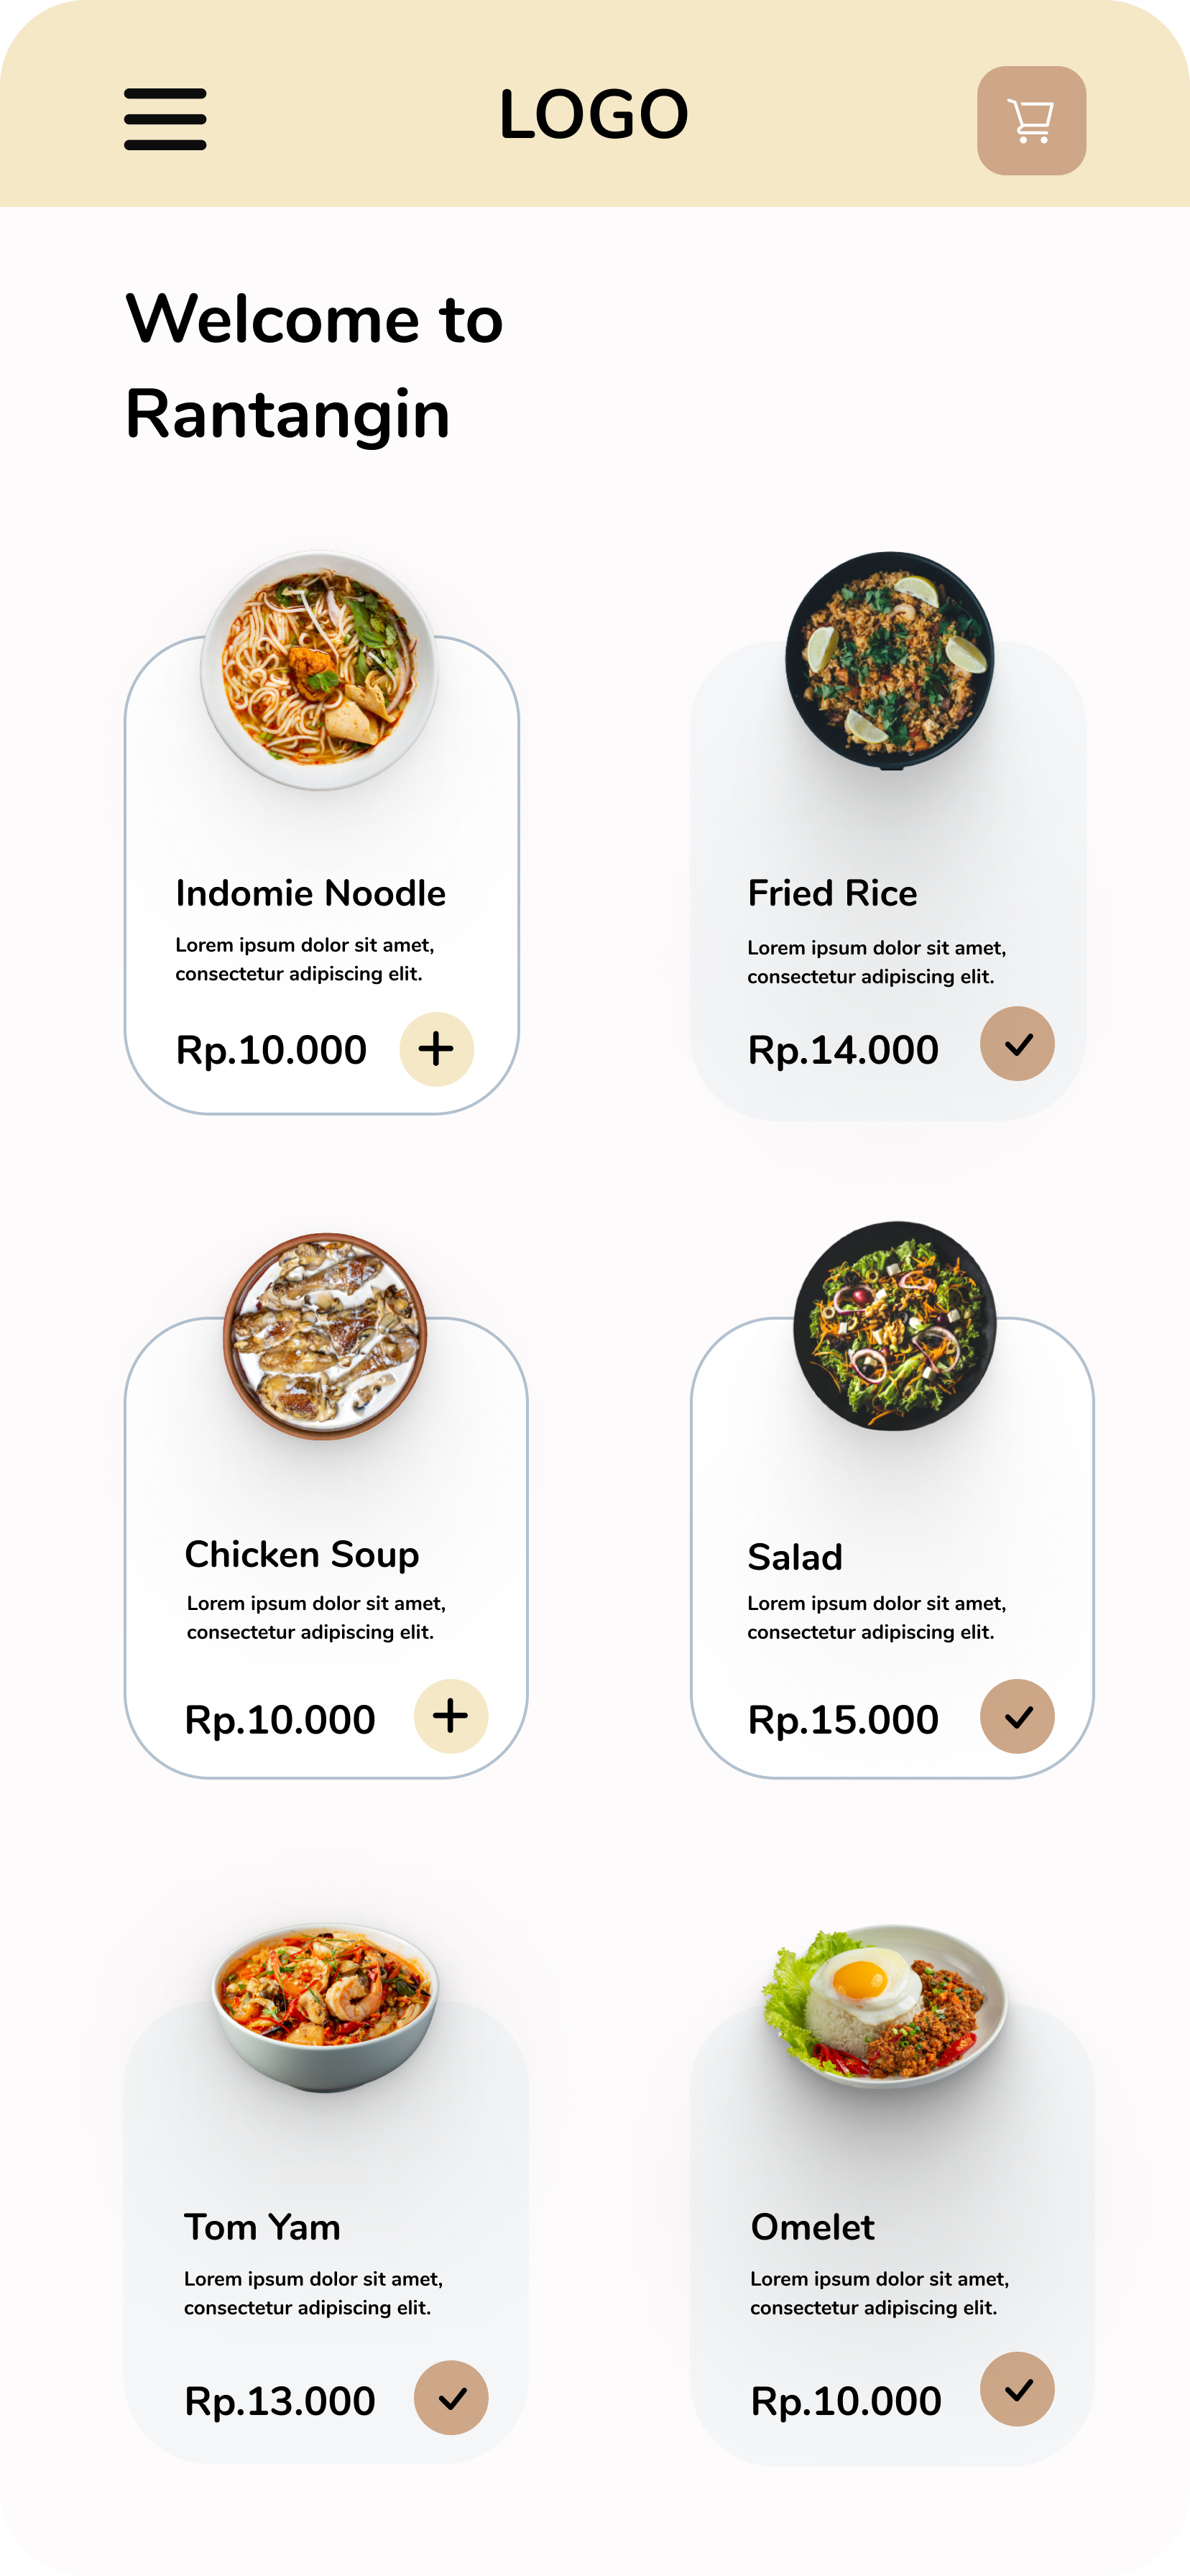 LOGO
Welcome to
Rantangin
Indomie Noodle
Lorem ipsum dolor sit amet,
consectetur adipiscing elit.
Rp.10.000
Fried Rice
Lorem ipsum dolor sit amet,
consectetur adipiscing elit.
Rp.14.000
Chicken Soup
Lorem ipsum dolor sit amet,
consectetur adipiscing elit.
Rp.10.000
Salad
Lorem ipsum dolor sit amet,
consectetur adipiscing elit.
Rp.15.000
Tom Yam
Lorem ipsum dolor sit amet,
consectetur adipiscing elit.
Rp.13.000
Omelet
Lorem ipsum dolor sit amet,
consectetur adipiscing elit.
Rp.10.000